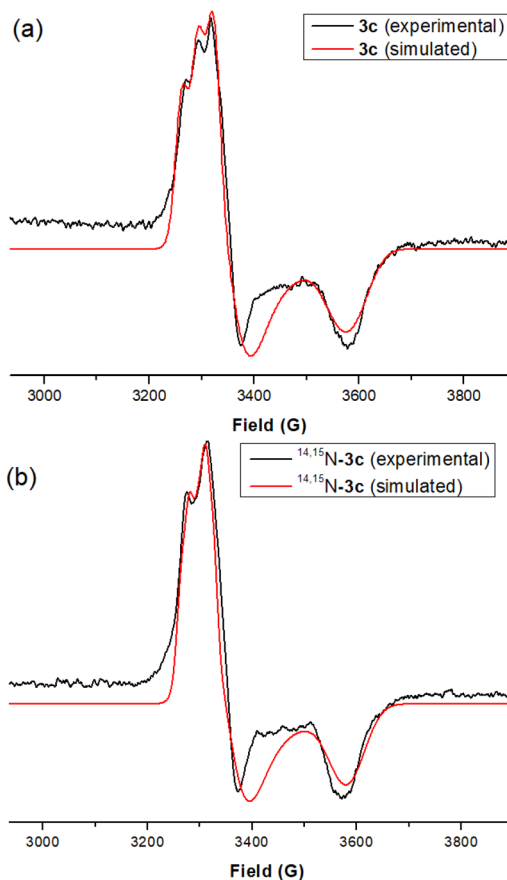 (a)
3c (experimental)
3c (simulated)
3000 3200 3400 3600 3800
Field (G)
(b)
14,15N-3c (experimental)
14,15N-3c (simulated)
3000 3200 3400 3600 3800
Field (G)